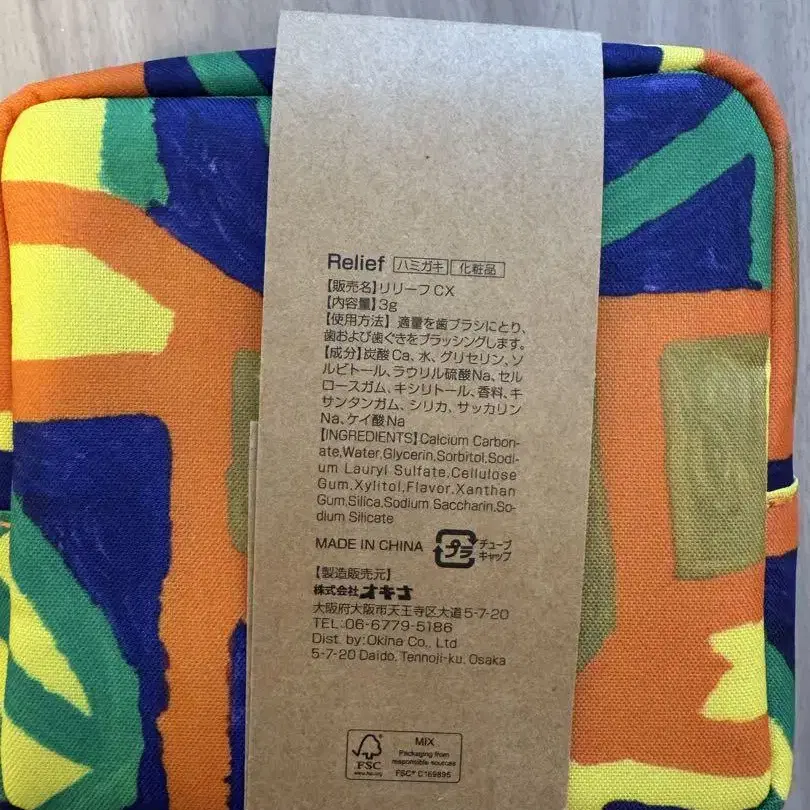 Relief ハミガキ 化粧品
【販売名】リリーフ CX
【内容量】3g
【使用方法】適量を歯ブラシにとり、
歯および歯ぐきをブラッシングします。
【成分】炭酸Ca、水、グリセリン、ソ
ルビトール、ラウリル硫酸Na、セル
ロースガム、キシリトール、香料、キ
サンタンガム、シリカ、サッカリン
Na、ケイ酸Na
【INGREDIENTS】Calcium Carbon-
ate,Water,Glycerin,Sorbitol,Sodi-
um Lauryl Sulfate,Cellulose
Gum,Xylitol,Flavor,Xanthan
Gum,Silica,Sodium Saccharin,So-
dium Silicate
MADE IN CHINA プラ チューブ
キャップ
【製造販売元】
株式会社オキナ
大阪府大阪市天王寺区大道5-7-20
TEL:06-6779-5186
Dist. by:Okina Co., Ltd
5-7-20 Daido, Tennoji-ku, Osaka
FSC
www.fsc.org
MIX
Packaging from
responsible sources
FSC® C169895